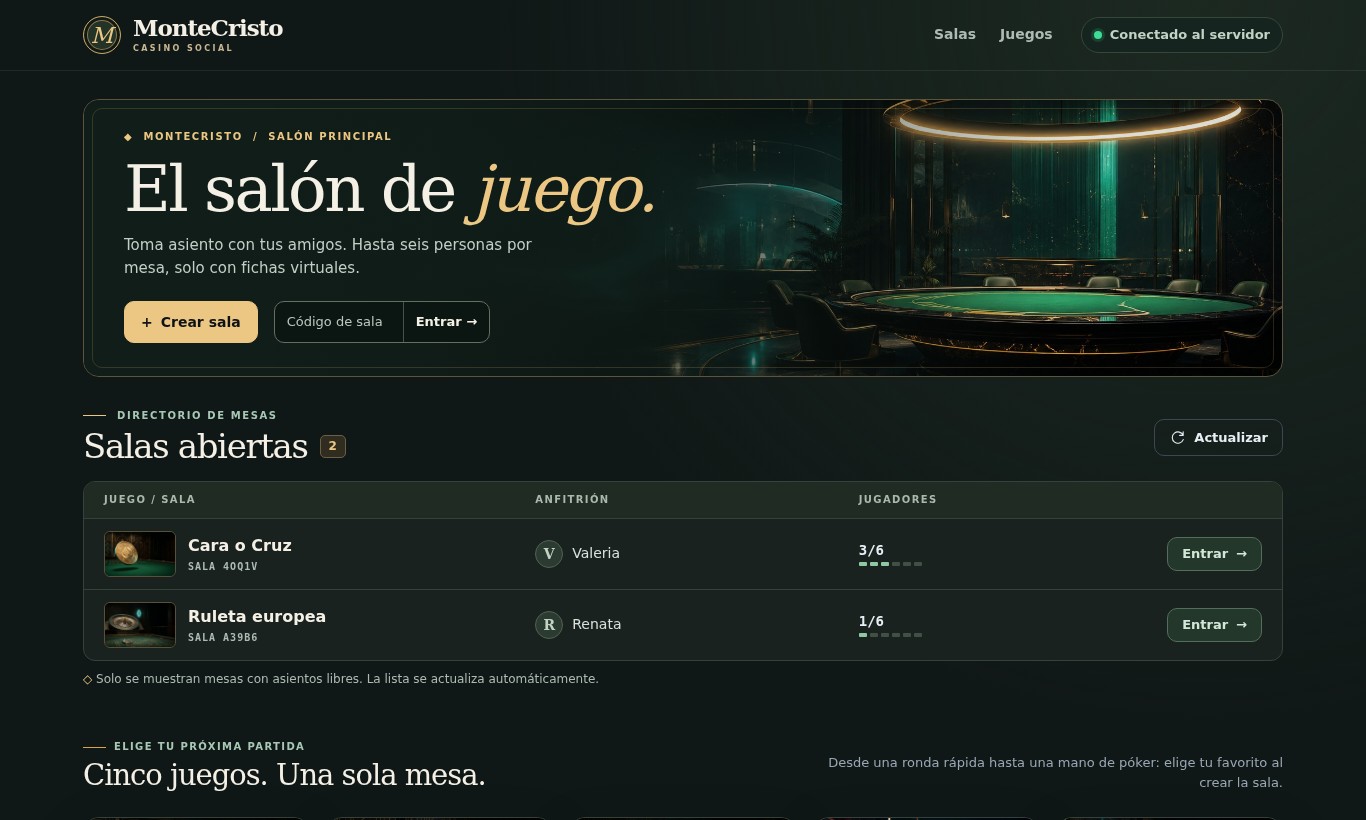 M MonteCristo
CASINO SOCIAL
Salas Juegos Conectado al servidor
◆ MONTECRISTO / SALÓN PRINCIPAL
El salón de juego.
Toma asiento con tus amigos. Hasta seis personas por
mesa, solo con fichas virtuales.
+ Crear sala Código de sala Entrar →
DIRECTORIO DE MESAS
Salas abiertas 2
Actualizar
JUEGO / SALA ANFITRIÓN JUGADORES
Cara o Cruz
SALA 4OQ1V
V Valeria
3/6
Entrar →
Ruleta europea
SALA A39B6
R Renata
1/6
Entrar →
◇ Solo se muestran mesas con asientos libres. La lista se actualiza automáticamente.
ELIGE TU PRÓXIMA PARTIDA
Cinco juegos. Una sola mesa.
Desde una ronda rápida hasta una mano de póker: elige tu favorito al
crear la sala.